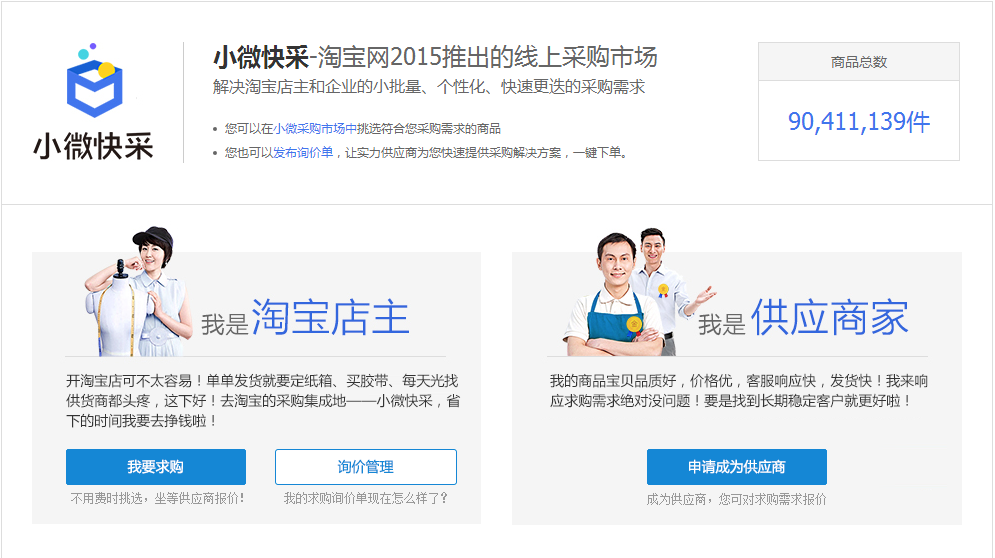 小微快采
小微快采-淘宝网2015推出的线上采购市场
解决淘宝店主和企业的小批量、个性化、快速更迭的采购需求
• 您可以在小微采购市场中挑选符合您采购需求的商品
• 您也可以发布询价单，让实力供应商为您快速提供采购解决方案，一键下单。
商品总数
90,411,139件
我是淘宝店主
开淘宝店可不太容易！单单发货就要定纸箱、买胶带、每天光找
供货商都头疼，这下好！去淘宝的采购集成地——小微快采，省
下的时间我要去挣钱啦！
我要求购
询价管理
不用费时挑选，坐等供应商报价!
我的求购询价单现在怎么样了?
我是供应商家
我的商品宝贝品质好，价格优，客服响应快，发货快！我来响
应求购需求绝对没问题！要是找到长期稳定客户就更好啦！
申请成为供应商
成为供应商，您可对求购需求报价